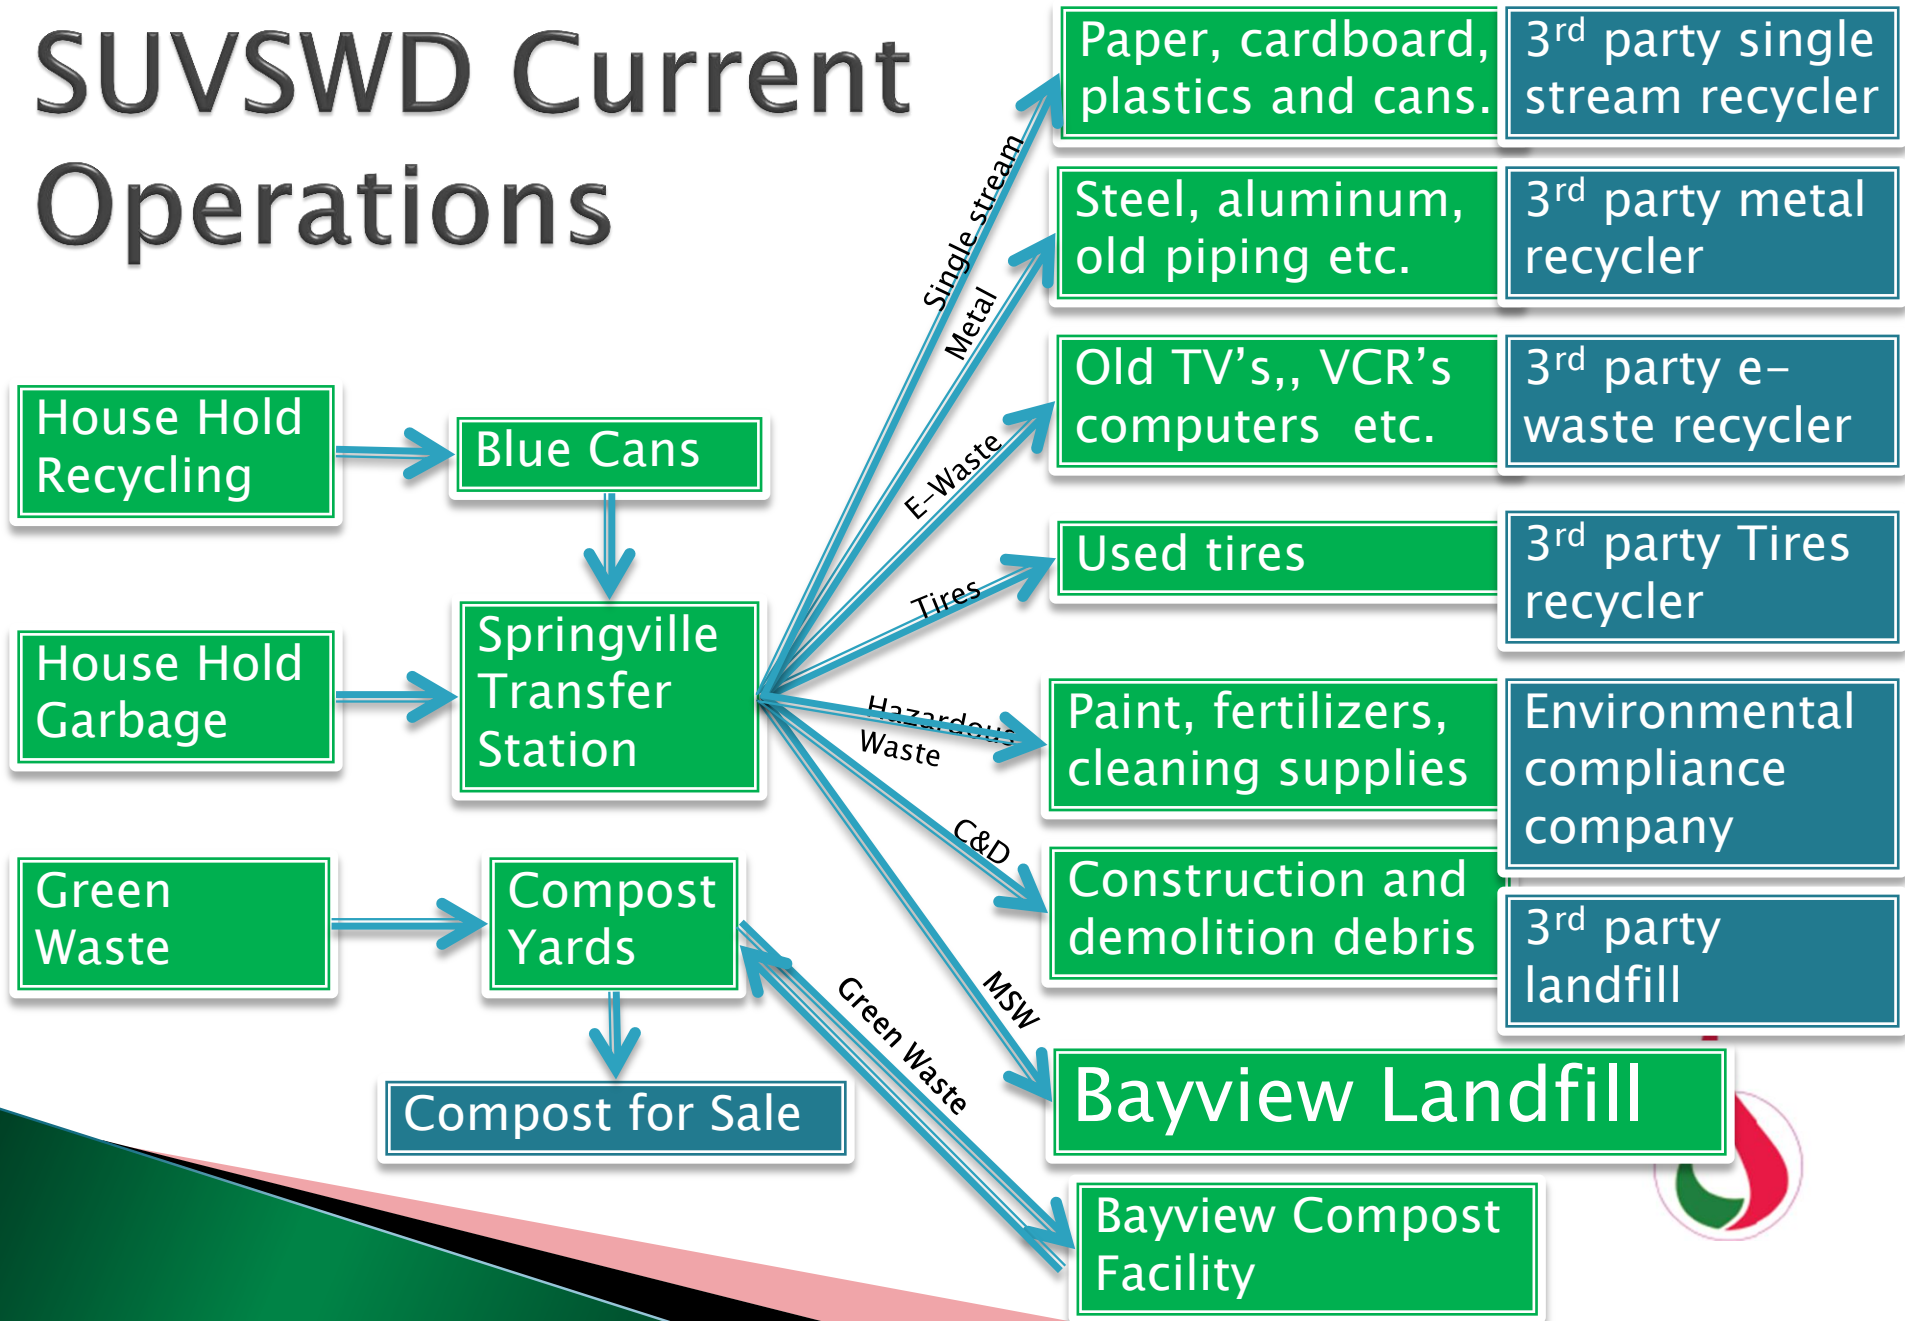 SUVSWD Current
Operations
House Hold
Recycling
Blue Cans
House Hold
Garbage
Springville
Transfer
Station
Green
Waste
Compost
Yards
Compost for Sale
Single stream
Metal
E-Waste
Tires
Hazardous
Waste
C&D
MSW
Green Waste
Paper, cardboard,
plastics and cans.
3rd party single
stream recycler
Steel, aluminum,
old piping etc.
3rd party metal
recycler
Old TV's,, VCR's
computers etc.
3rd party e-
waste recycler
Used tires
3rd party Tires
recycler
Paint, fertilizers,
cleaning supplies
Environmental
compliance
company
Construction and
demolition debris
3rd party
landfill
Bayview Landfill
Bayview Compost
Facility